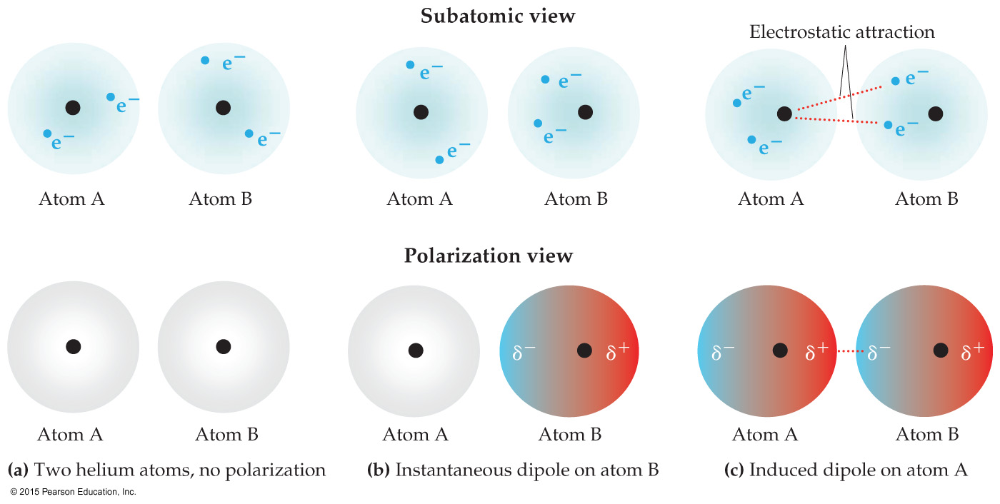 Subatomic view
Electrostatic attraction
e⁻
e⁻
e⁻
e⁻
e⁻
e⁻
e⁻
e⁻
e⁻
e⁻
e⁻
e⁻
Atom A
Atom B
Atom A
Atom B
Atom A
Atom B
Polarization view
δ⁻
δ⁺
δ⁻
δ⁺
δ⁻
δ⁺
Atom A
Atom B
Atom A
Atom B
Atom A
Atom B
(a) Two helium atoms, no polarization
(b) Instantaneous dipole on atom B
(c) Induced dipole on atom A
© 2015 Pearson Education, Inc.